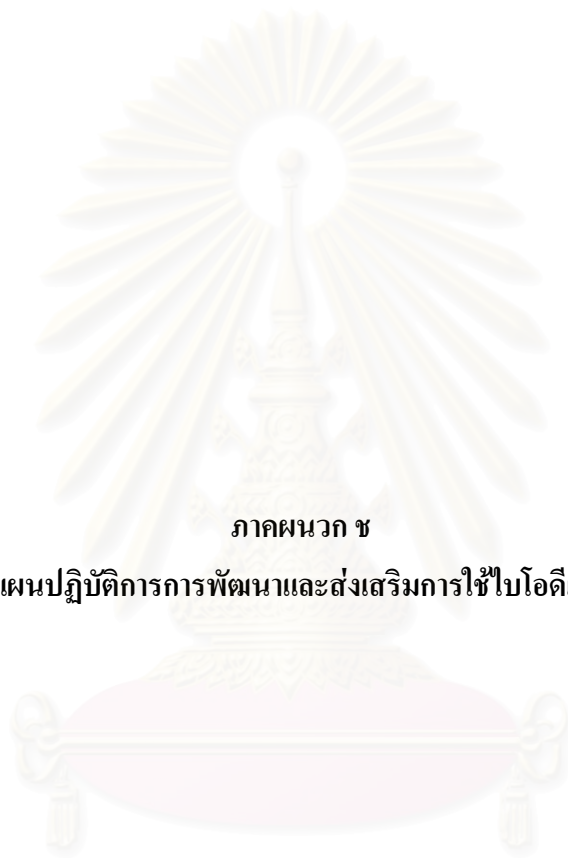 ภาคผนวก ช
แผนปฏิบัติการการพัฒนาและส่งเสริมการใช้ไบโอดี